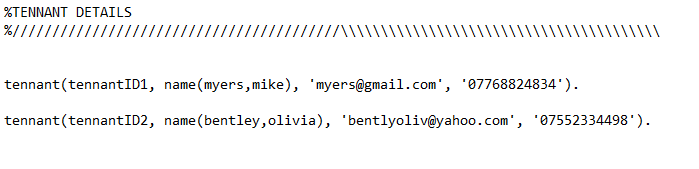 %TENNANT DETAILS
%/////////////////////////////////////////\\\\\\\\\\\\\\\\\\\\\\\\\\\\\\\\\\\\\\\\
tennant(tennantID1, name(myers,mike), 'myers@gmail.com', '07768824834').
tennant(tennantID2, name(bentley,olivia), 'bentlyoliv@yahoo.com', '07552334498').